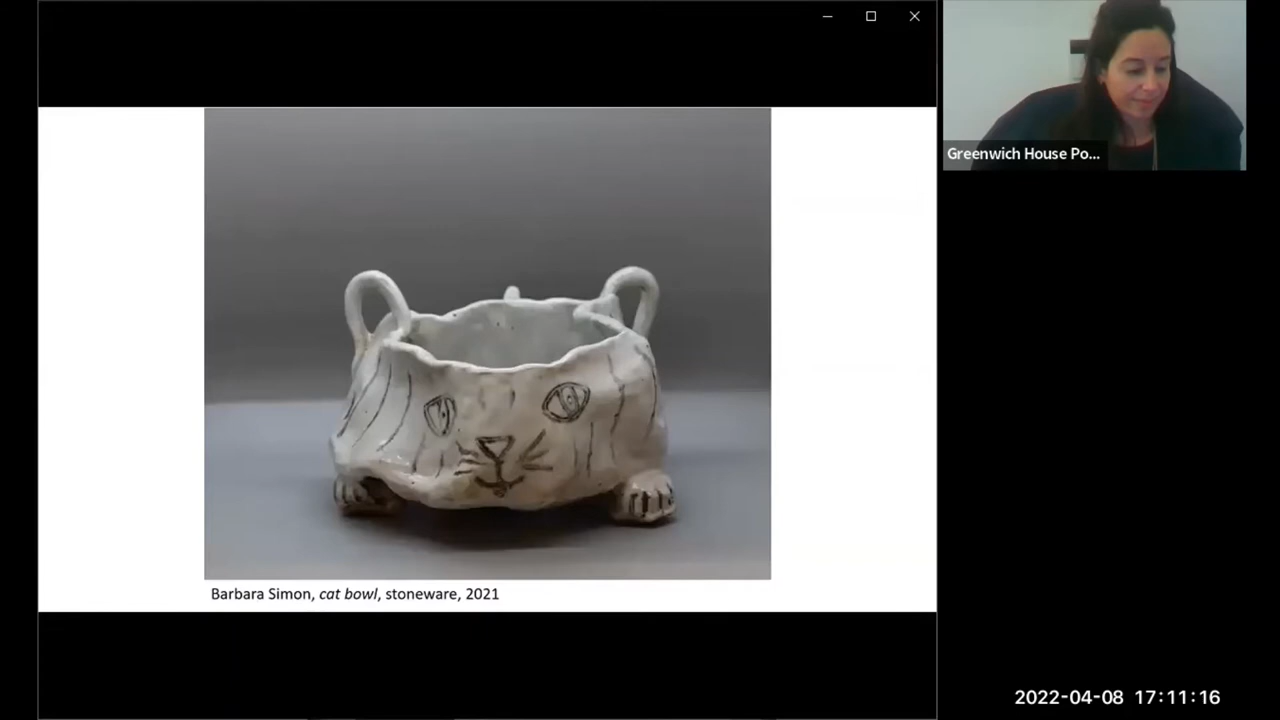 Greenwich House Po...
Barbara Simon, cat bowl, stoneware, 2021
2022-04-08 17:11:16